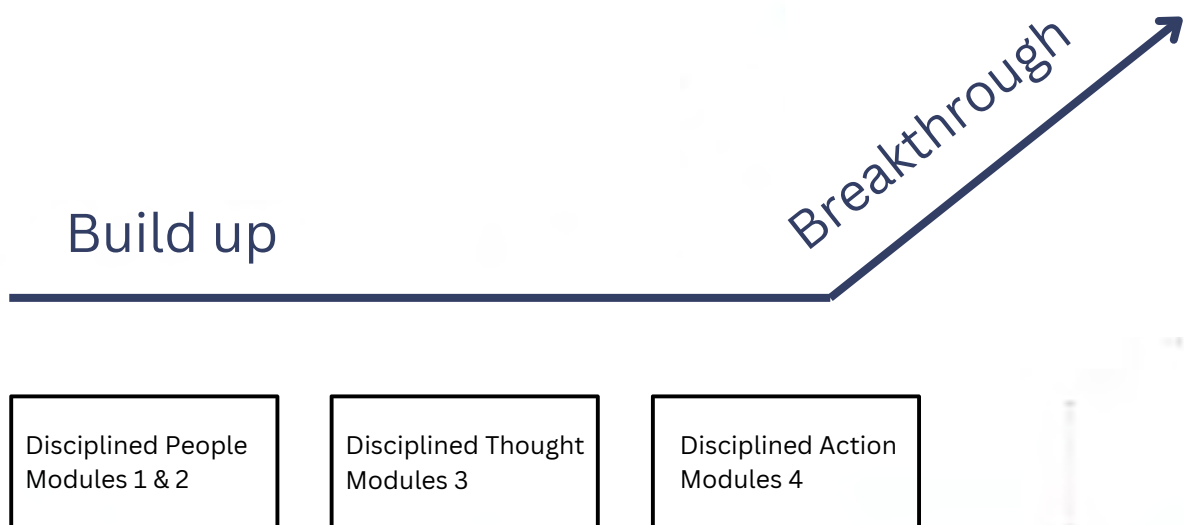 Breakthrough
Build up
Disciplined People
Modules 1 & 2
Disciplined Thought
Modules 3
Disciplined Action
Modules 4